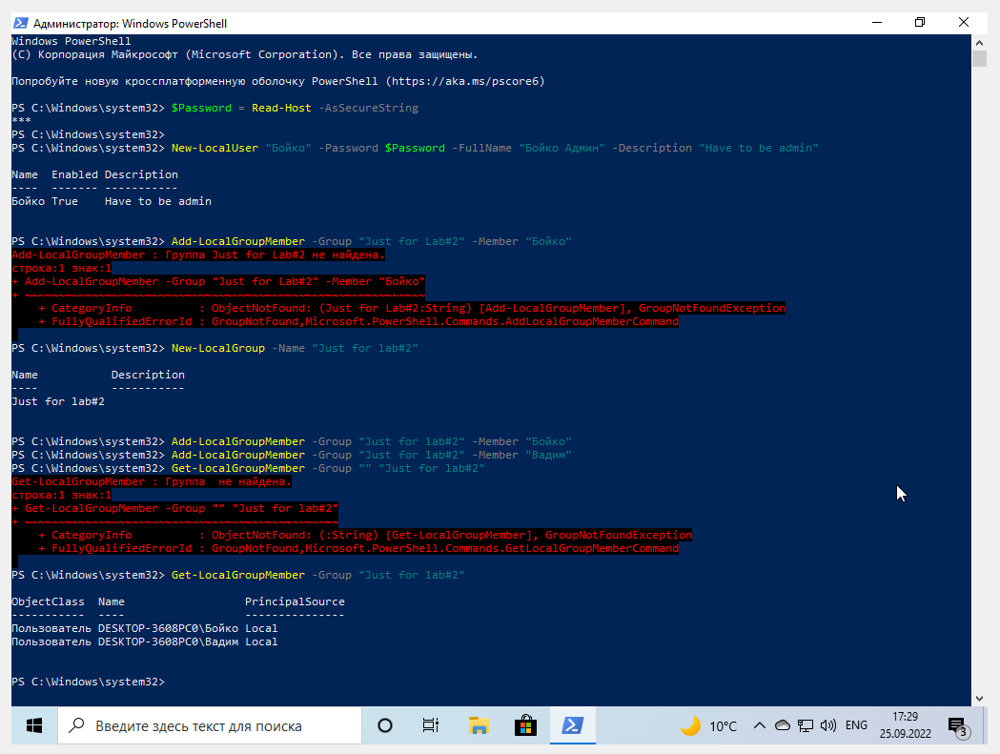 Администратор: Windows PowerShell
Windows PowerShell
(C) Корпорация Майкрософт (Microsoft Corporation). Все права защищены.
Попробуйте новую кроссплатформенную оболочку PowerShell (https://aka.ms/pscore6)
PS C:\Windows\system32> $Password = Read-Host -AsSecureString
***
PS C:\Windows\system32>
PS C:\Windows\system32> New-LocalUser "Бойко" -Password $Password -FullName "Бойко Админ" -Description "Have to be admin"
Name  Enabled Description
----  ------- -----------
Бойко True    Have to be admin
PS C:\Windows\system32> Add-LocalGroupMember -Group "Just for Lab#2" -Member "Бойко"
Add-LocalGroupMember : Группа Just for Lab#2 не найдена.
строка:1 знак:1
+ Add-LocalGroupMember -Group "Just for Lab#2" -Member "Бойко"
+ ~~~~~~~~~~~~~~~~~~~~~~~~~~~~~~~~~~~~~~~~~~~~~~~~~~~~~~~~~~~~
    + CategoryInfo          : ObjectNotFound: (Just for Lab#2:String) [Add-LocalGroupMember], GroupNotFoundException
    + FullyQualifiedErrorId : GroupNotFound,Microsoft.PowerShell.Commands.AddLocalGroupMemberCommand
PS C:\Windows\system32> New-LocalGroup -Name "Just for lab#2"
Name           Description
----           -----------
Just for lab#2
PS C:\Windows\system32> Add-LocalGroupMember -Group "Just for lab#2" -Member "Бойко"
PS C:\Windows\system32> Add-LocalGroupMember -Group "Just for lab#2" -Member "Вадим"
PS C:\Windows\system32> Get-LocalGroupMember -Group "" "Just for lab#2"
Get-LocalGroupMember : Группа  не найдена.
строка:1 знак:1
+ Get-LocalGroupMember -Group "" "Just for lab#2"
+ ~~~~~~~~~~~~~~~~~~~~~~~~~~~~~~~~~~~~~~~~~~~~~~~
    + CategoryInfo          : ObjectNotFound: (:String) [Get-LocalGroupMember], GroupNotFoundException
    + FullyQualifiedErrorId : GroupNotFound,Microsoft.PowerShell.Commands.GetLocalGroupMemberCommand
PS C:\Windows\system32> Get-LocalGroupMember -Group "Just for lab#2"
ObjectClass  Name                  PrincipalSource
-----------  ----                  ---------------
Пользователь DESKTOP-3608PC0\Бойко Local
Пользователь DESKTOP-3608PC0\Вадим Local
PS C:\Windows\system32>
Введите здесь текст для поиска
10°C
ENG
17:29
25.09.2022
3